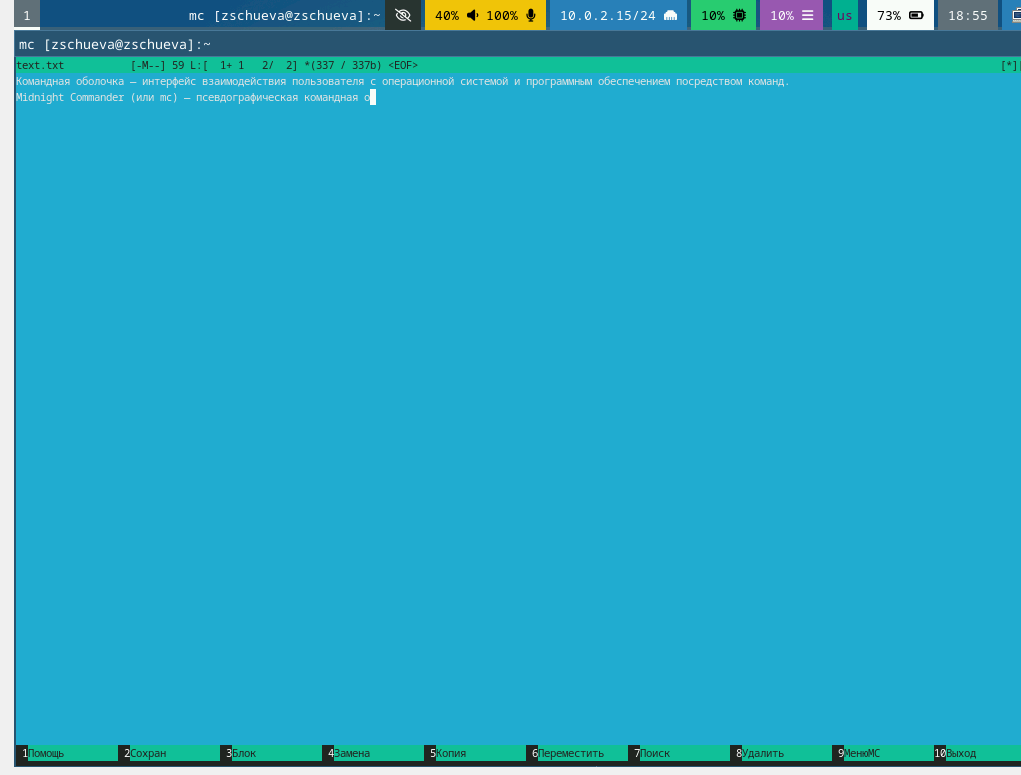 1 mc [zschueva@zschueva]:~ 40% 100% 10.0.2.15/24 10% 10% us 73% 18:55
mc [zschueva@zschueva]:~
text.txt [-M--] 59 L:[ 1+ 1 2/ 2] *(337 / 337b) <EOF> [*]
Командная оболочка — интерфейс взаимодействия пользователя с операционной системой и программным обеспечением посредством команд.
Midnight Commander (или mc) — псевдографическая командная о
1Помощь 2Сохран 3Блок 4Замена 5Копия 6Переместить 7Поиск 8Удалить 9МенюMC 10Выход